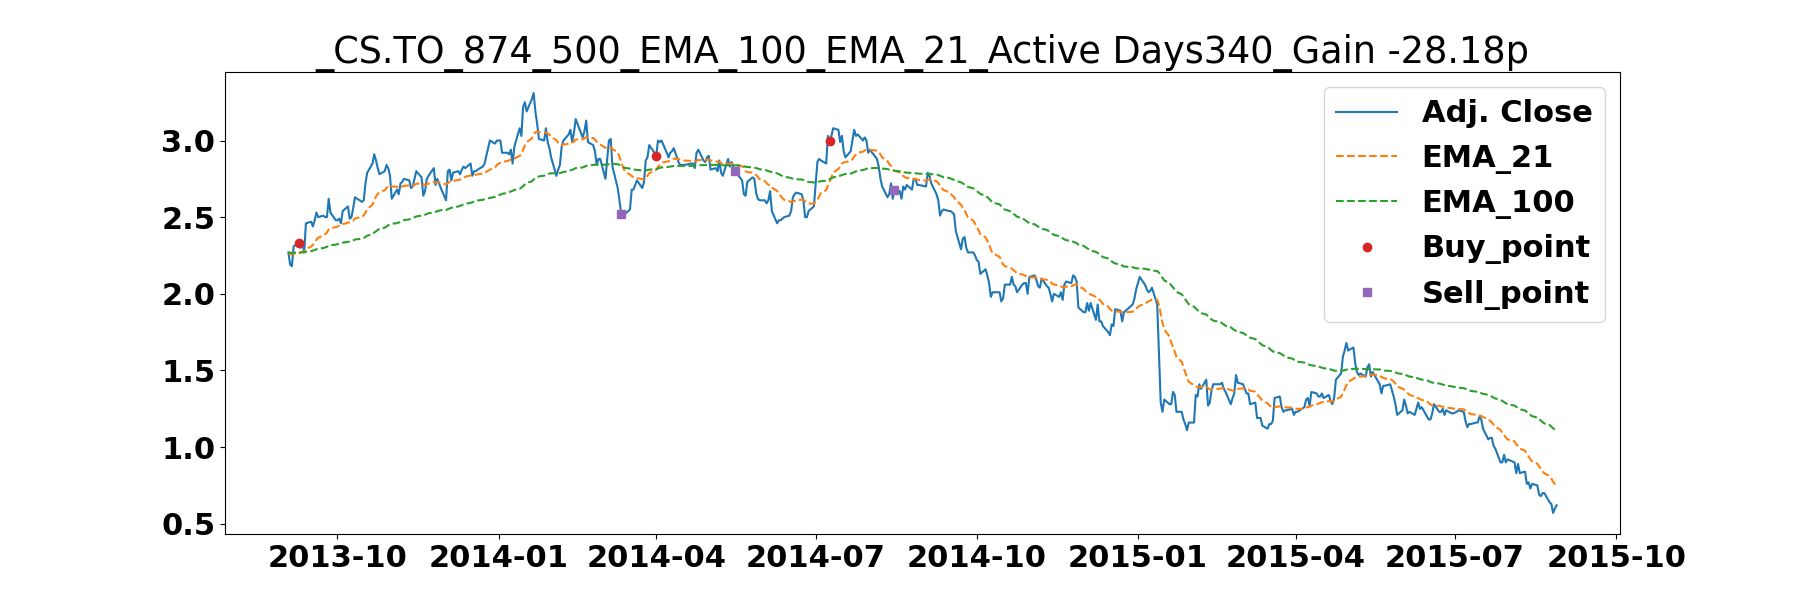 _CS.TO_874_500_EMA_100_EMA_21_Active Days340_Gain -28.18p
Adj. Close
EMA_21
EMA_100
Buy_point
Sell_point
3.0
2.5
2.0
1.5
1.0
0.5
2013-10 2014-01 2014-04 2014-07 2014-10 2015-01 2015-04 2015-07 2015-10